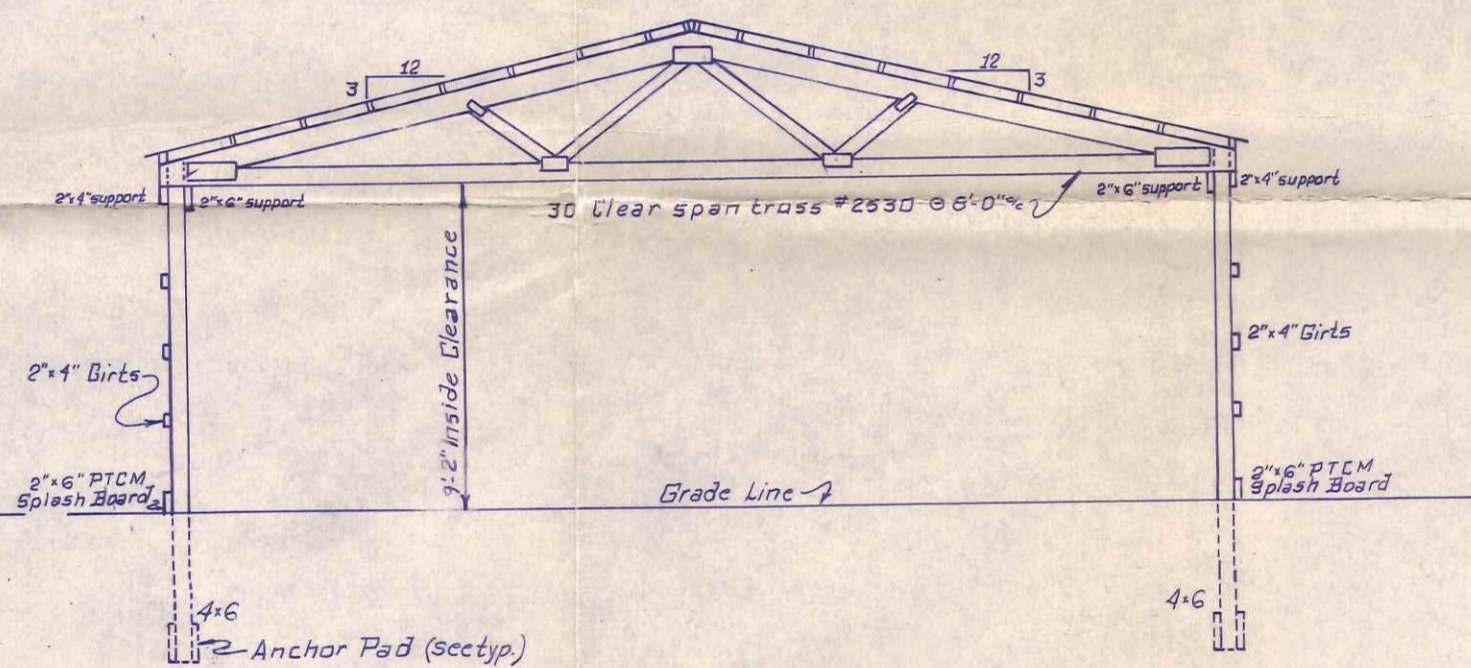 12
3
12
3
2"x4" support
2"x6" support
2"x6" support
2"x4" support
30 Clear span truss #2530 @ 6'-0" o/c
9'-2" Inside Clearance
2"x4" Girts
2"x4" Girts
2"x6" PTCM
Splash Board
Grade Line
2"x6" PTCM
Splash Board
4x6
4x6
Anchor Pad (see typ.)